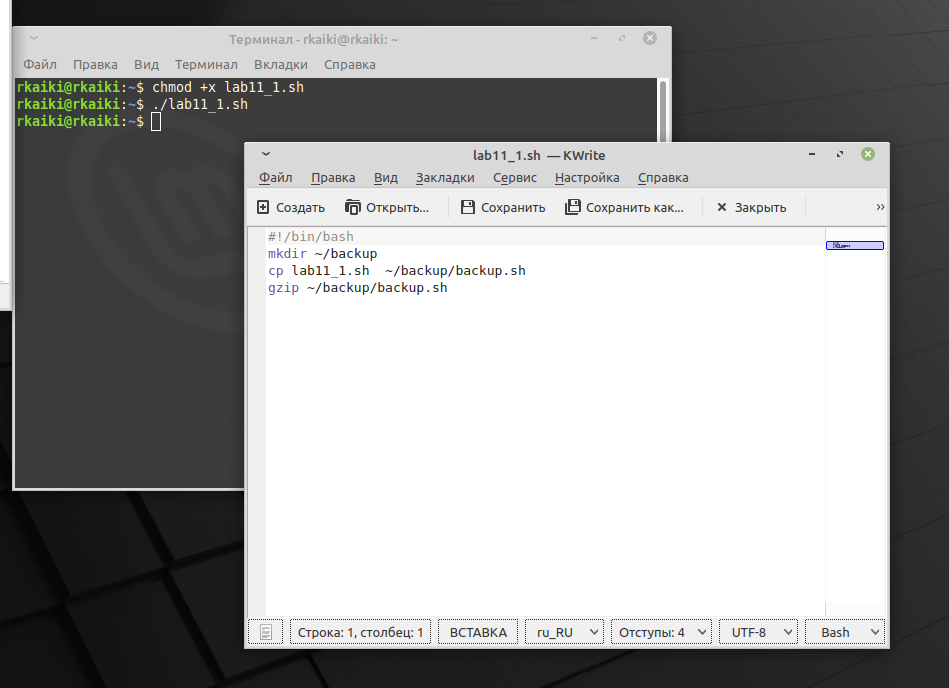 Терминал - rkaiki@rkaiki: ~
Файл Правка Вид Терминал Вкладки Справка
rkaiki@rkaiki:~$ chmod +x lab11_1.sh
rkaiki@rkaiki:~$ ./lab11_1.sh
rkaiki@rkaiki:~$
lab11_1.sh — KWrite
Файл Правка Вид Закладки Сервис Настройка Справка
Создать Открыть... Сохранить Сохранить как... Закрыть »
#!/bin/bash
mkdir ~/backup
cp lab11_1.sh  ~/backup/backup.sh
gzip ~/backup/backup.sh
Строка: 1, столбец: 1 ВСТАВКА ru_RU Отступы: 4 UTF-8 Bash